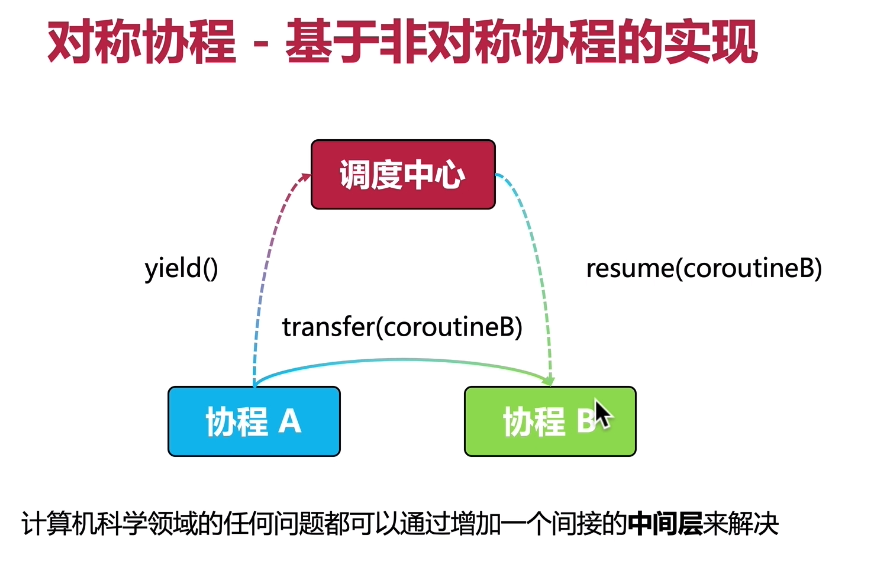 对称协程 - 基于非对称协程的实现
调度中心
yield()
resume(coroutineB)
transfer(coroutineB)
协程 A
协程 B
计算机科学领域的任何问题都可以通过增加一个间接的中间层来解决